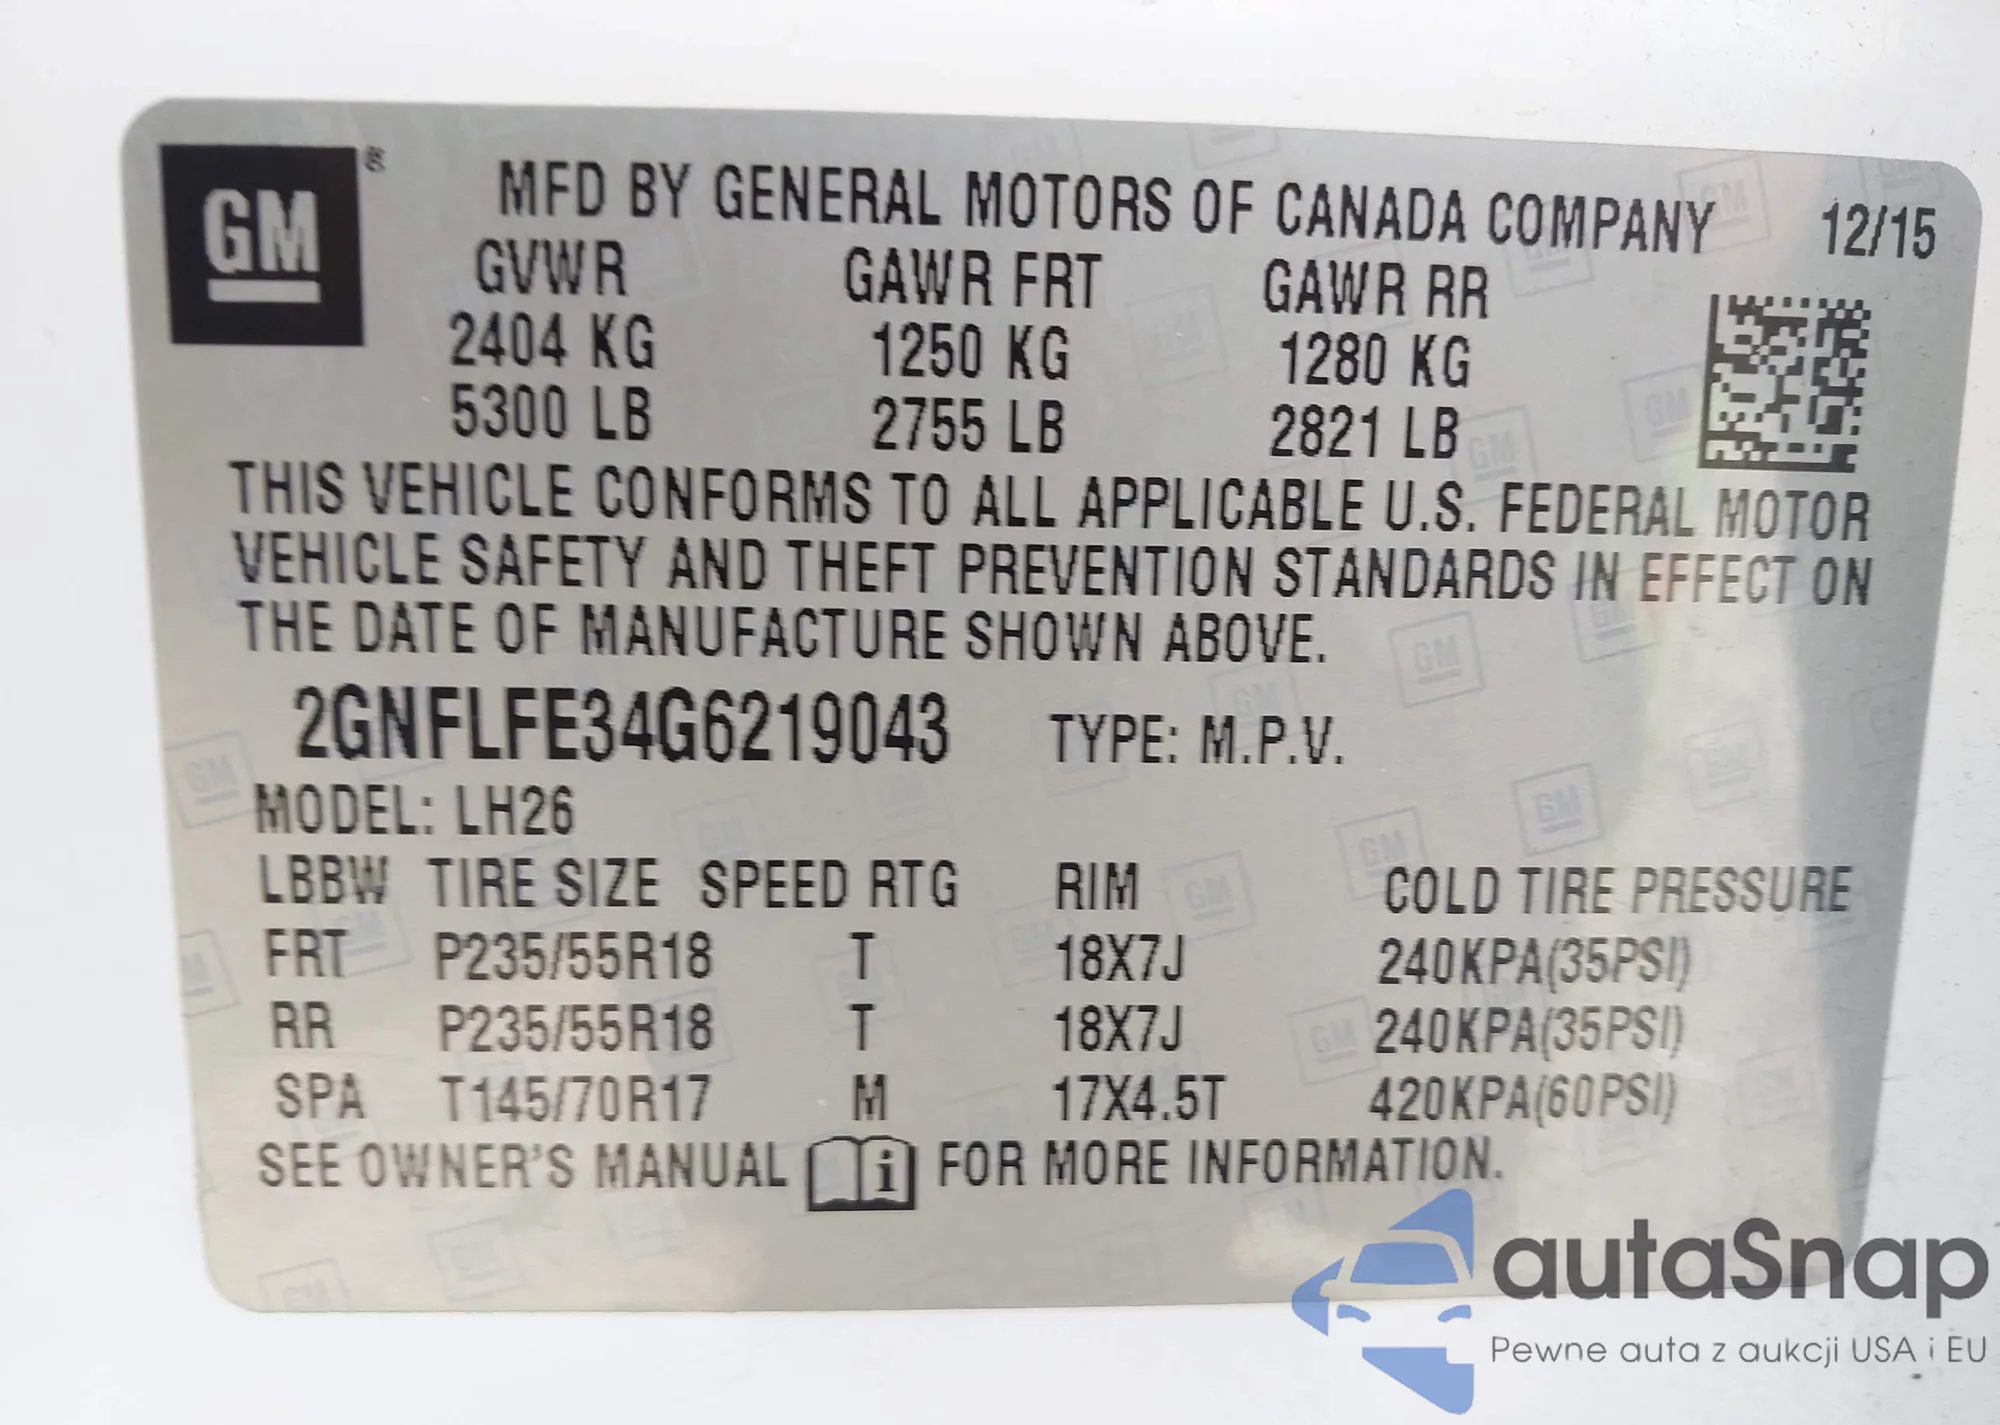 GM®
MFD BY GENERAL MOTORS OF CANADA COMPANY 12/15
GVWR GAWR FRT GAWR RR
2404 KG 1250 KG 1280 KG
5300 LB 2755 LB 2821 LB
THIS VEHICLE CONFORMS TO ALL APPLICABLE U.S. FEDERAL MOTOR
VEHICLE SAFETY AND THEFT PREVENTION STANDARDS IN EFFECT ON
THE DATE OF MANUFACTURE SHOWN ABOVE.
2GNFLFE34G6219043 TYPE: M.P.V.
MODEL: LH26
LBBW TIRE SIZE SPEED RTG RIM COLD TIRE PRESSURE
FRT P235/55R18 T 18X7J 240KPA(35PSI)
RR P235/55R18 T 18X7J 240KPA(35PSI)
SPA T145/70R17 M 17X4.5T 420KPA(60PSI)
SEE OWNER'S MANUAL i FOR MORE INFORMATION.
autaSnap
Pewne auta z aukcji USA i EU